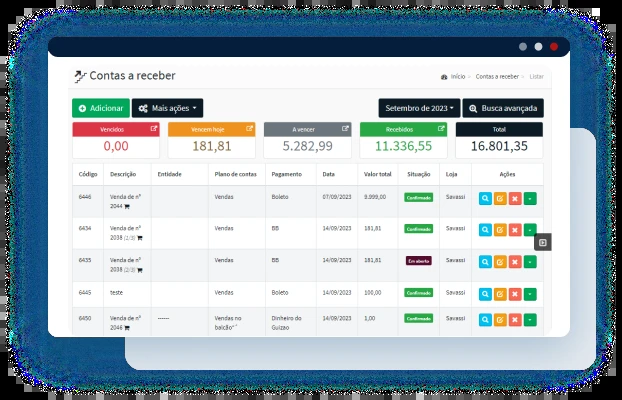 Contas a receber
Início Contas a receber Listar
Adicionar Mais ações Setembro de 2023 Busca avançada
Vencidos Vencem hoje A vencer Recebidos Total
0,00 181,81 5.282,99 11.336,55 16.801,35
Código Descrição Entidade Plano de contas Pagamento Data Valor total Situação Loja Ações
6446 Venda de nº 2044 Vendas Boleto 07/09/2023 9.999,00 Confirmado Savassi
6434 Venda de nº 2038 (1/3) Vendas BB 14/09/2023 181,81 Confirmado Savassi
6435 Venda de nº 2038 (2/3) Vendas BB 14/09/2023 181,81 Em aberto Savassi
6445 teste Vendas Boleto 14/09/2023 100,00 Confirmado Savassi
6450 Venda de nº 2046 ------ Vendas no balcão Dinheiro do Guizao 14/09/2023 1,00 Confirmado Savassi